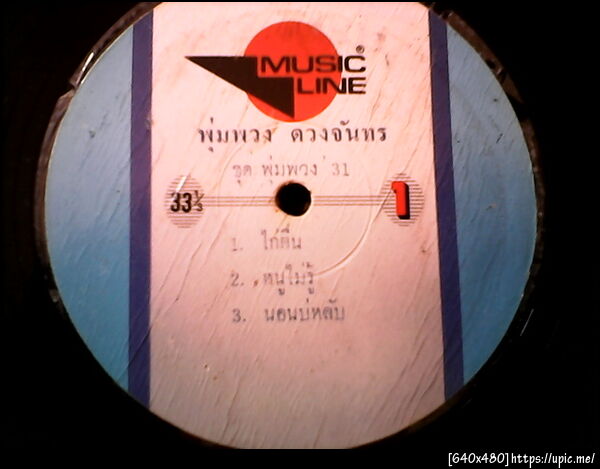 MUSIC®
LINE
พุ่มพวง ดวงจันทร
ชุด พุ่มพวง '31
33⅓ 1
1. ไก่ตื่น
2. หนูไม่รู้
3. นอนบ่หลับ
[640x480]https://upic.me/